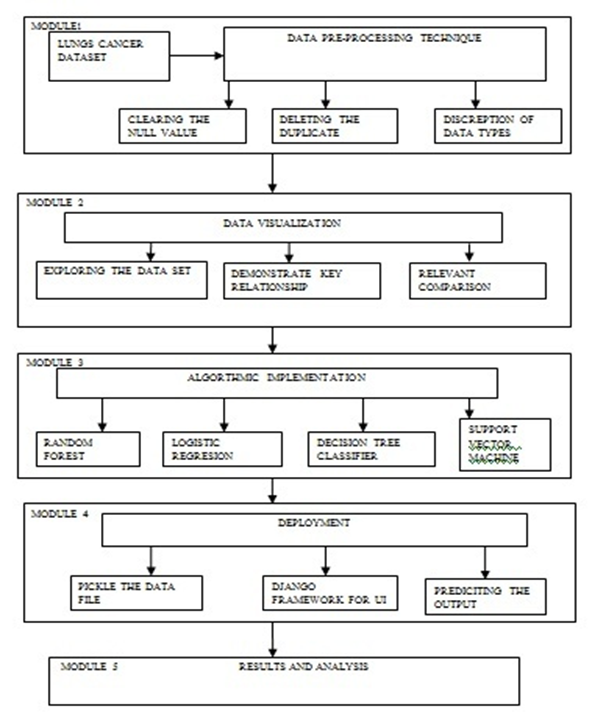 MODULE1
LUNGS CANCER
DATASET
DATA PRE-PROCESSING TECHNIQUE
CLEARING THE
NULL VALUE
DELETING THE
DUPLICATE
DISCREPTION OF
DATA TYPES
MODULE 2
DATA VISUALIZATION
EXPLORING THE DATA SET
DEMONSTRATE KEY
RELATIONSHIP
RELEVANT
COMPARISON
MODULE 3
ALGORTHMIC IMPLEMENTATION
RANDOM
FOREST
LOGISTIC
REGRESION
DECISION TREE
CLASSIFIER
SUPPORT
VECTOR
MACHINE
MODULE 4
DEPLOYMENT
PICKLE THE DATA
FILE
DJANGO
FRAMEWORK FOR UI
PREDICITING THE
OUTPUT
MODULE 5
RESULTS AND ANALYSIS